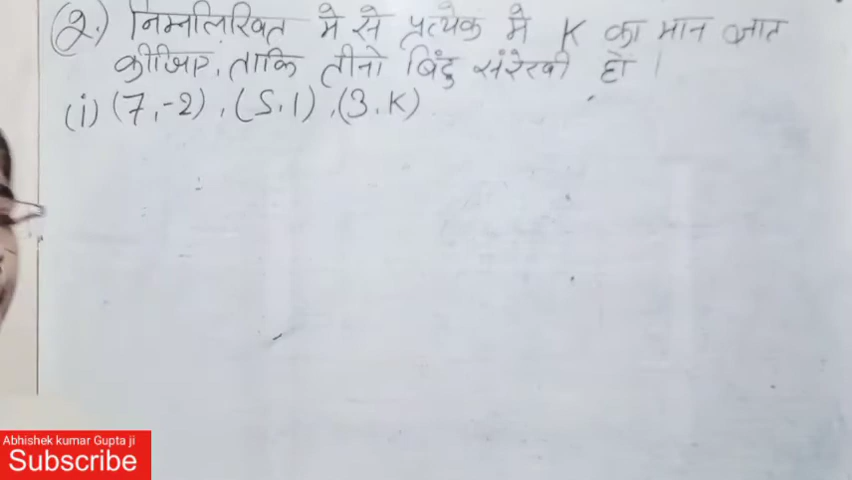 (2.) निम्नलिखित मे से प्रत्येक मे K का मान ज्ञात
कीजिए, ताकि तीनो बिंदु संरेखी हो ।
(i) (7,-2), (5,1), (3,K)
Abhishek kumar Gupta ji
Subscribe